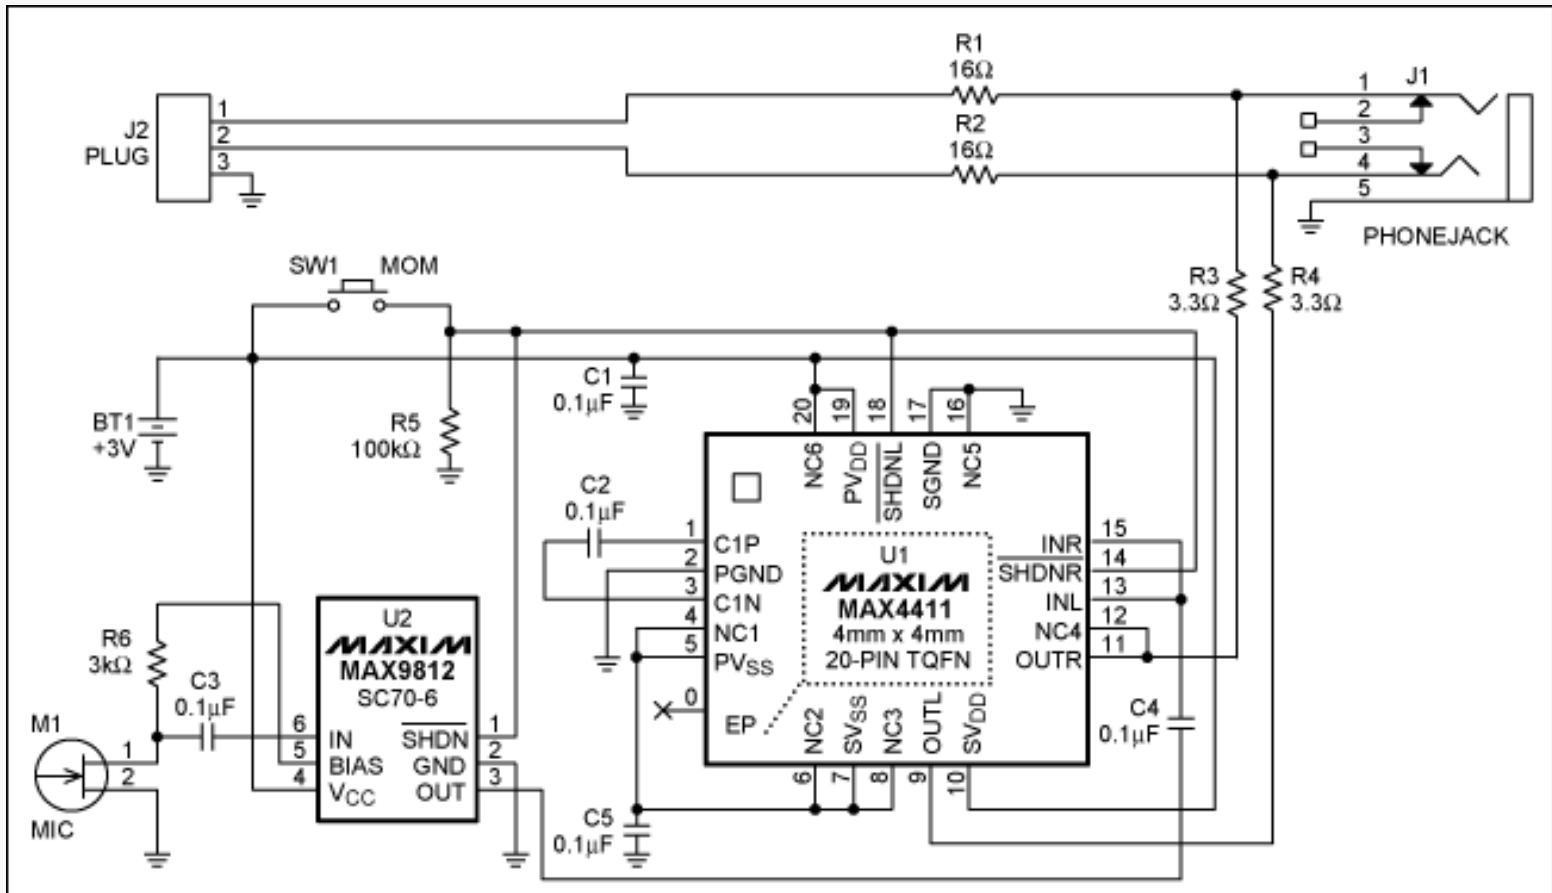 R1
16Ω
R2
16Ω
J1
1
2
3
4
5
PHONEJACK
J2
PLUG
1
2
3
SW1 MOM
R3
3.3Ω
R4
3.3Ω
BT1
+3V
R5
100kΩ
C1
0.1µF
C2
0.1µF
20
19
18
17
16
NC6
PVDD
SHDNL
SGND
NC5
1
2
3
4
5
0
C1P
PGND
C1N
NC1
PVSS
EP
U1
MAXIM
MAX4411
4mm x 4mm
20-PIN TQFN
INR
SHDNR
INL
NC4
OUTR
15
14
13
12
11
NC2
SVSS
NC3
OUTL
SVDD
6
7
8
9
10
C4
0.1µF
C5
0.1µF
R6
3kΩ
C3
0.1µF
M1
MIC
1
2
U2
MAXIM
MAX9812
SC70-6
6
5
4
IN
BIAS
VCC
SHDN
GND
OUT
1
2
3